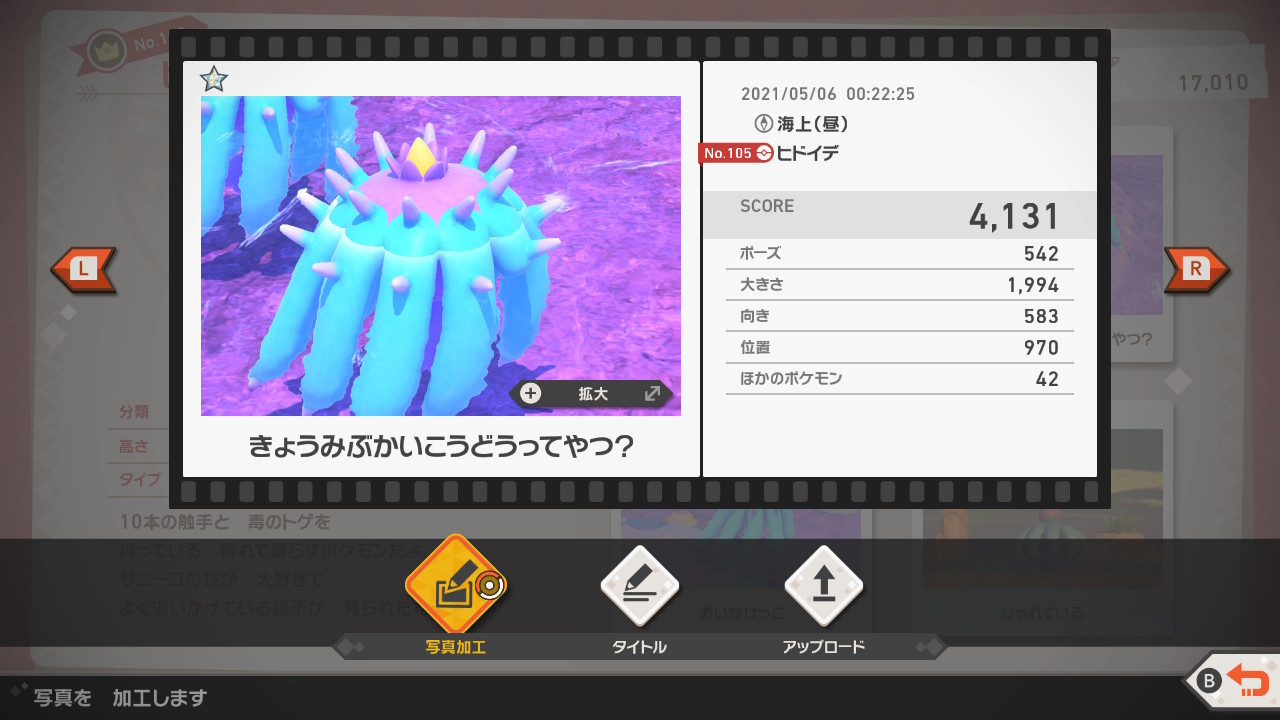 No.1
17,010
2021/05/06 00:22:25
海上(昼)
No.105 ヒドイデ
SCORE 4,131
ポーズ 542
大きさ 1,994
向き 583
位置 970
ほかのポケモン 42
L
R
拡大
きょうみぶかいこうどうってやつ?
やつ?
分類
高さ
タイプ
10本の触手と 毒のトゲを
持っている 群れで暮らすポケモンだよ
サニーゴの枝が 大好きで
よく追いかけている様子が 見られ
おいかけっこ
じゃれている
写真加工
タイトル
アップロード
写真を 加工します
B